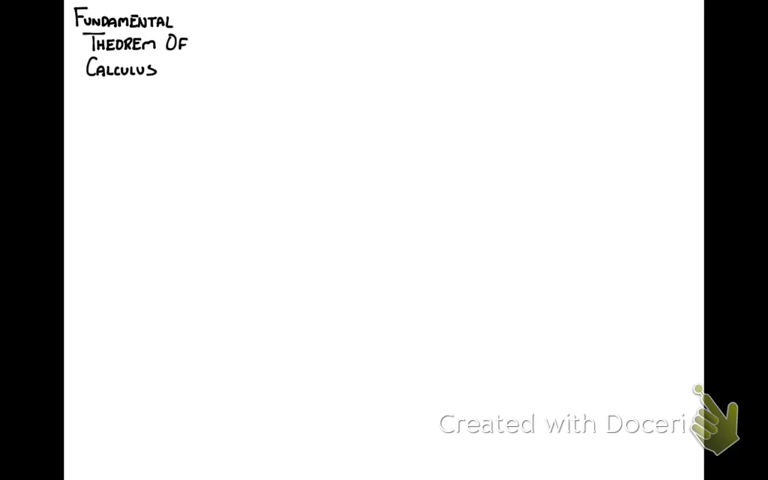 FUNDAMENTAL
THEOREM OF
CALCULUS
Created with Doceri